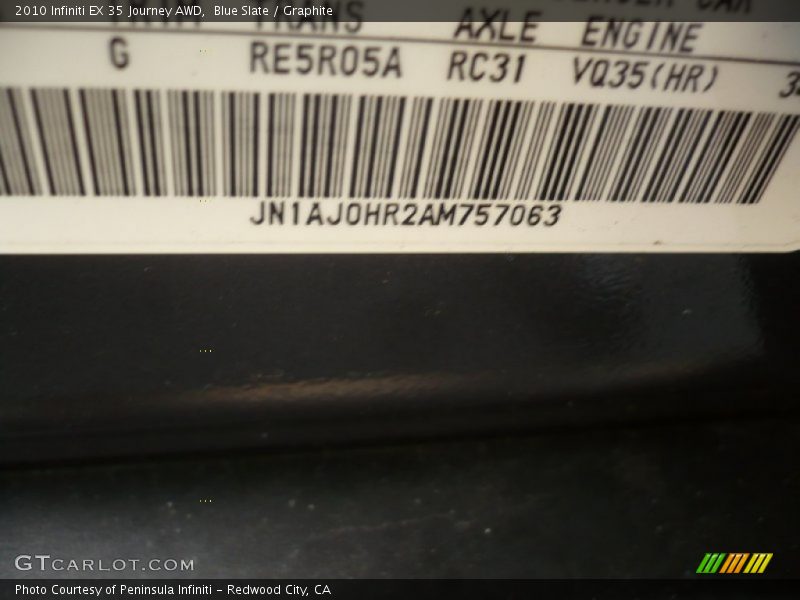 2010 Infiniti EX 35 Journey AWD,  Blue Slate / Graphite
TRANS AXLE ENGINE
G RE5R05A RC31 VQ35(HR)
JN1AJ0HR2AM757063
GTCARLOT.COM
Photo Courtesy of Peninsula Infiniti – Redwood City, CA